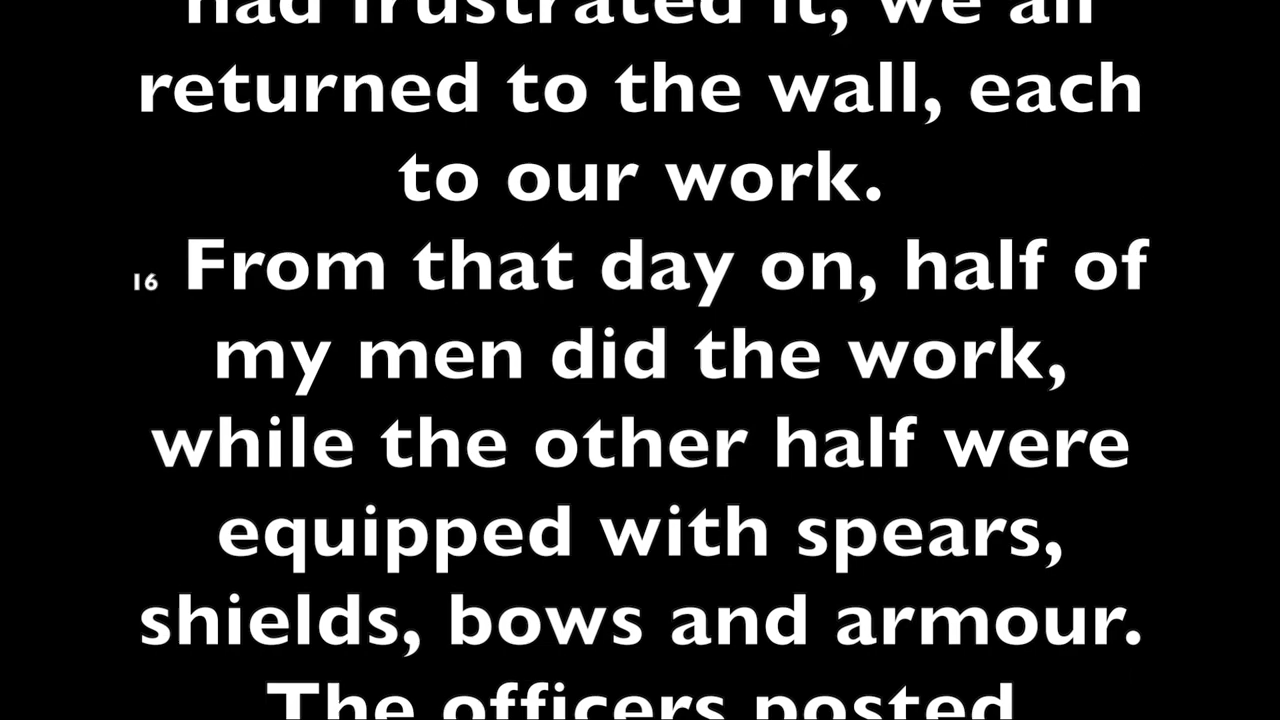 had frustrated it, we all
returned to the wall, each
to our work.
16 From that day on, half of
my men did the work,
while the other half were
equipped with spears,
shields, bows and armour.
The officers posted